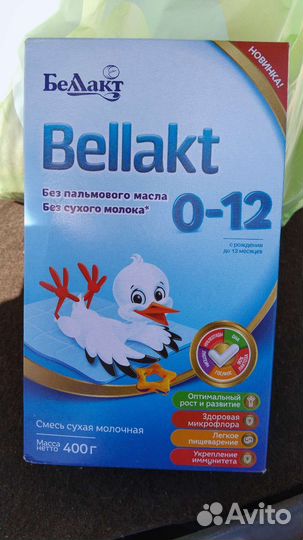 НОВИНКА!
БеЛЛакт
Bellakt
Без пальмового масла
Без сухого молока*
0-12
с рождения
до 12 месяцев
Оптимальный
рост и развитие
Здоровая
микрофлора
Легкое
пищеварение
Укрепление
иммунитета
Смесь сухая молочная
Масса
нетто 400 г
Avito